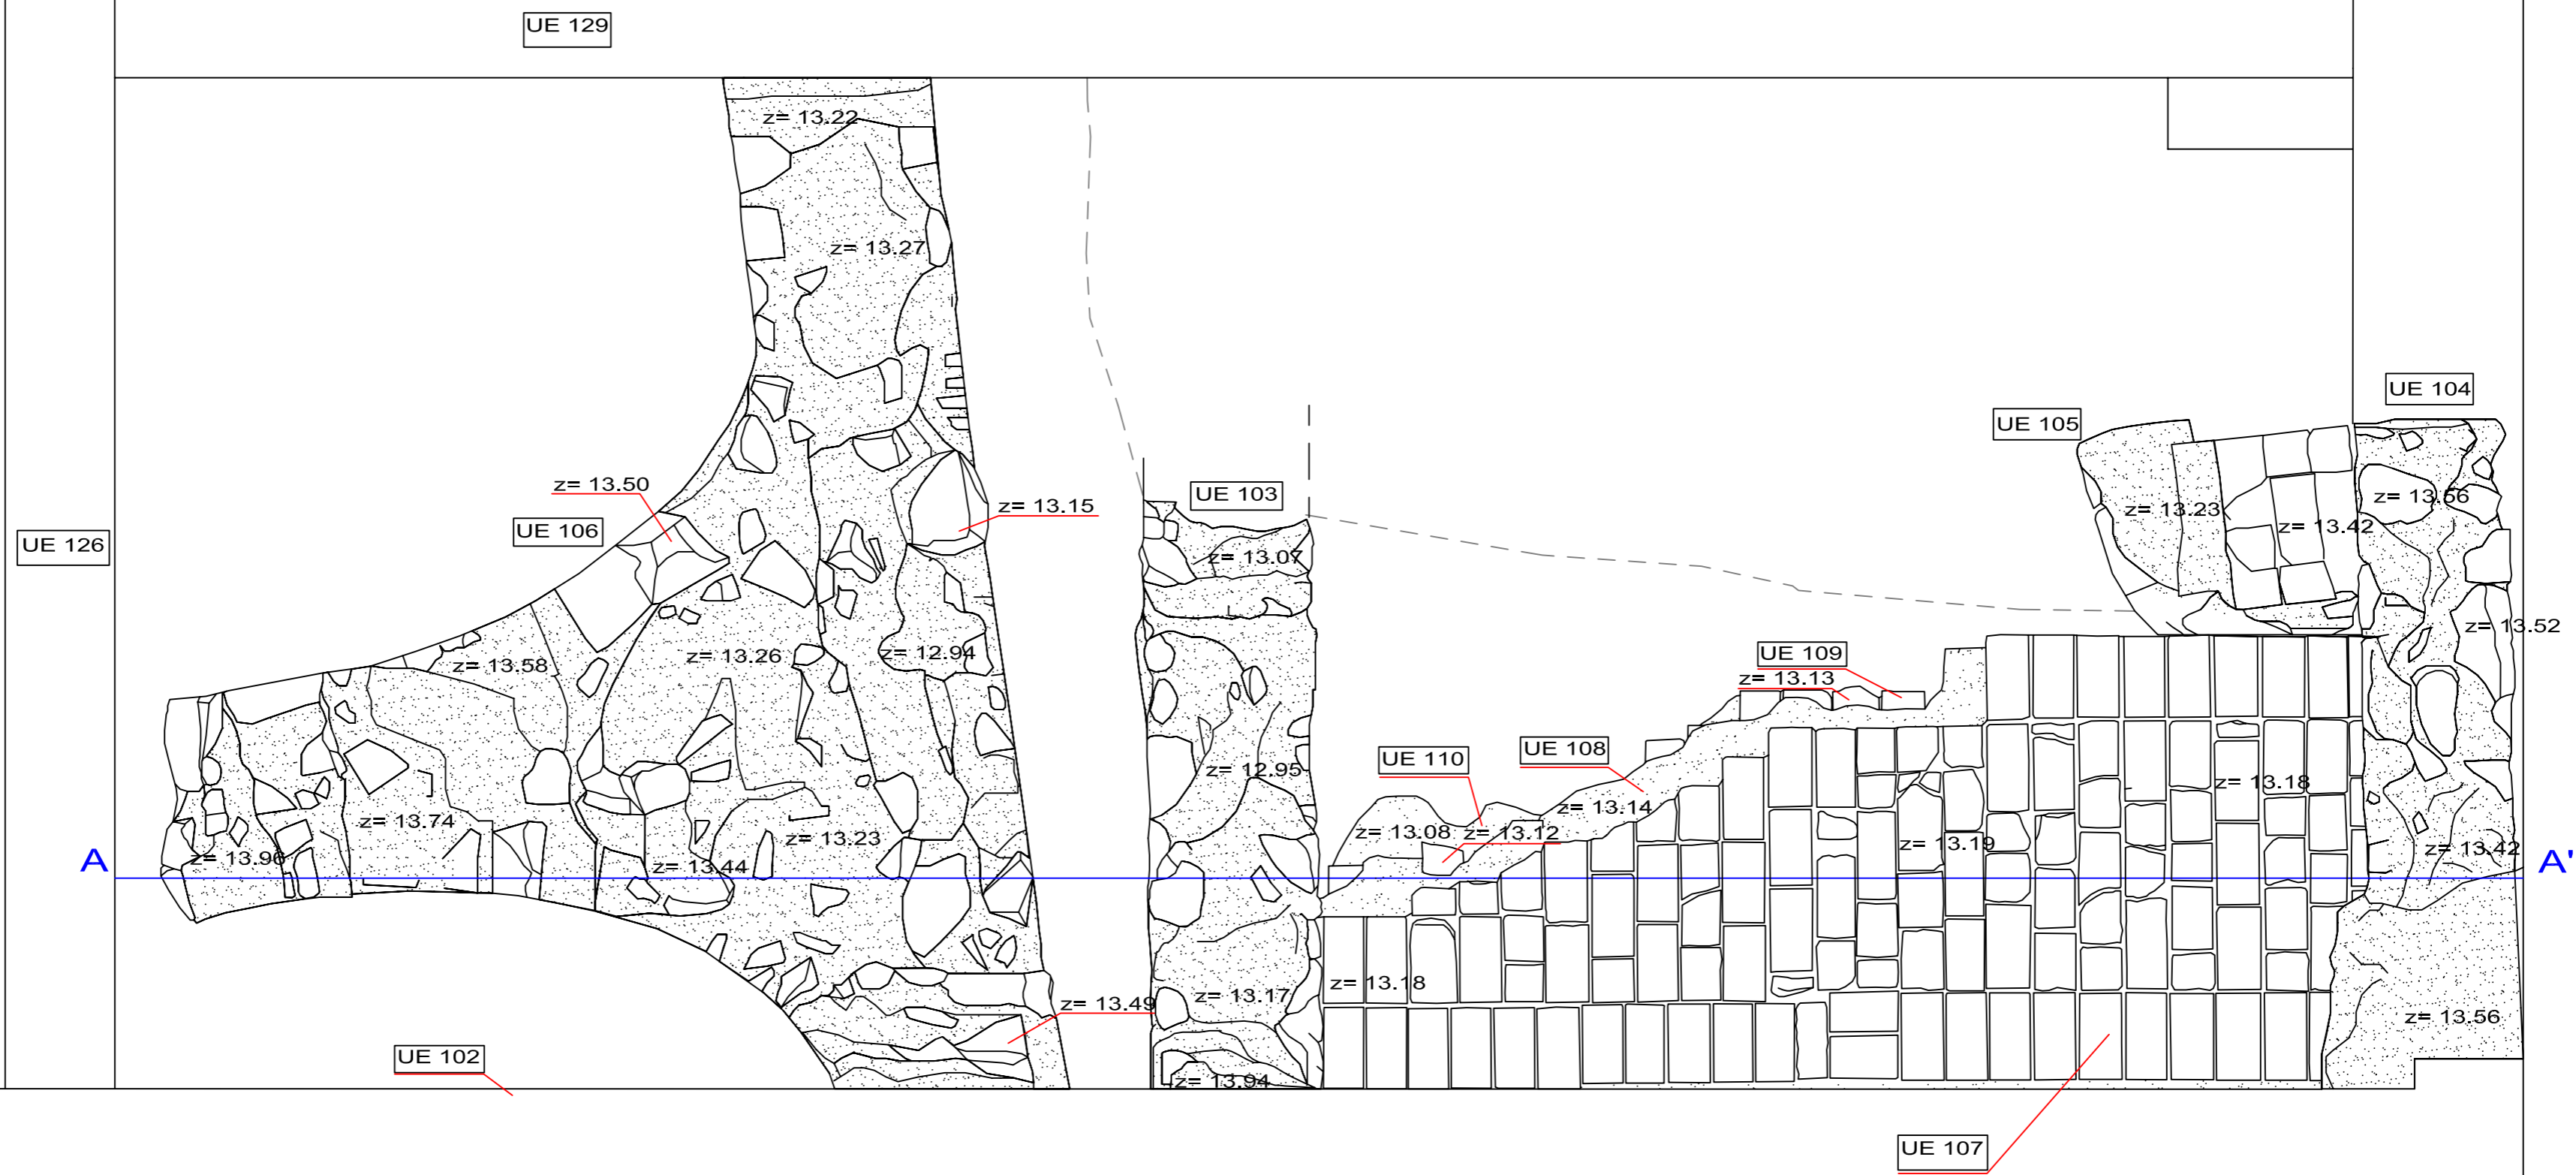 UE 129
z= 13.22
z= 13.27
UE 104
UE 105
z= 13.50
UE 103
z= 13.56
z= 13.15
z= 13.23
UE 106
z= 13.42
UE 126
z= 13.07
z= 13.52
z= 13.58
z= 13.26
z= 12.94
UE 109
z= 13.13
UE 108
UE 110
z= 12.95
z= 13.18
z= 13.14
z= 13.74
z= 13.23
z= 13.08
z= 13.12
z= 13.19
z= 13.42
A
z= 13.96
z= 13.44
A'
z= 13.18
z= 13.17
z= 13.49
z= 13.56
UE 102
z= 13.94
UE 107